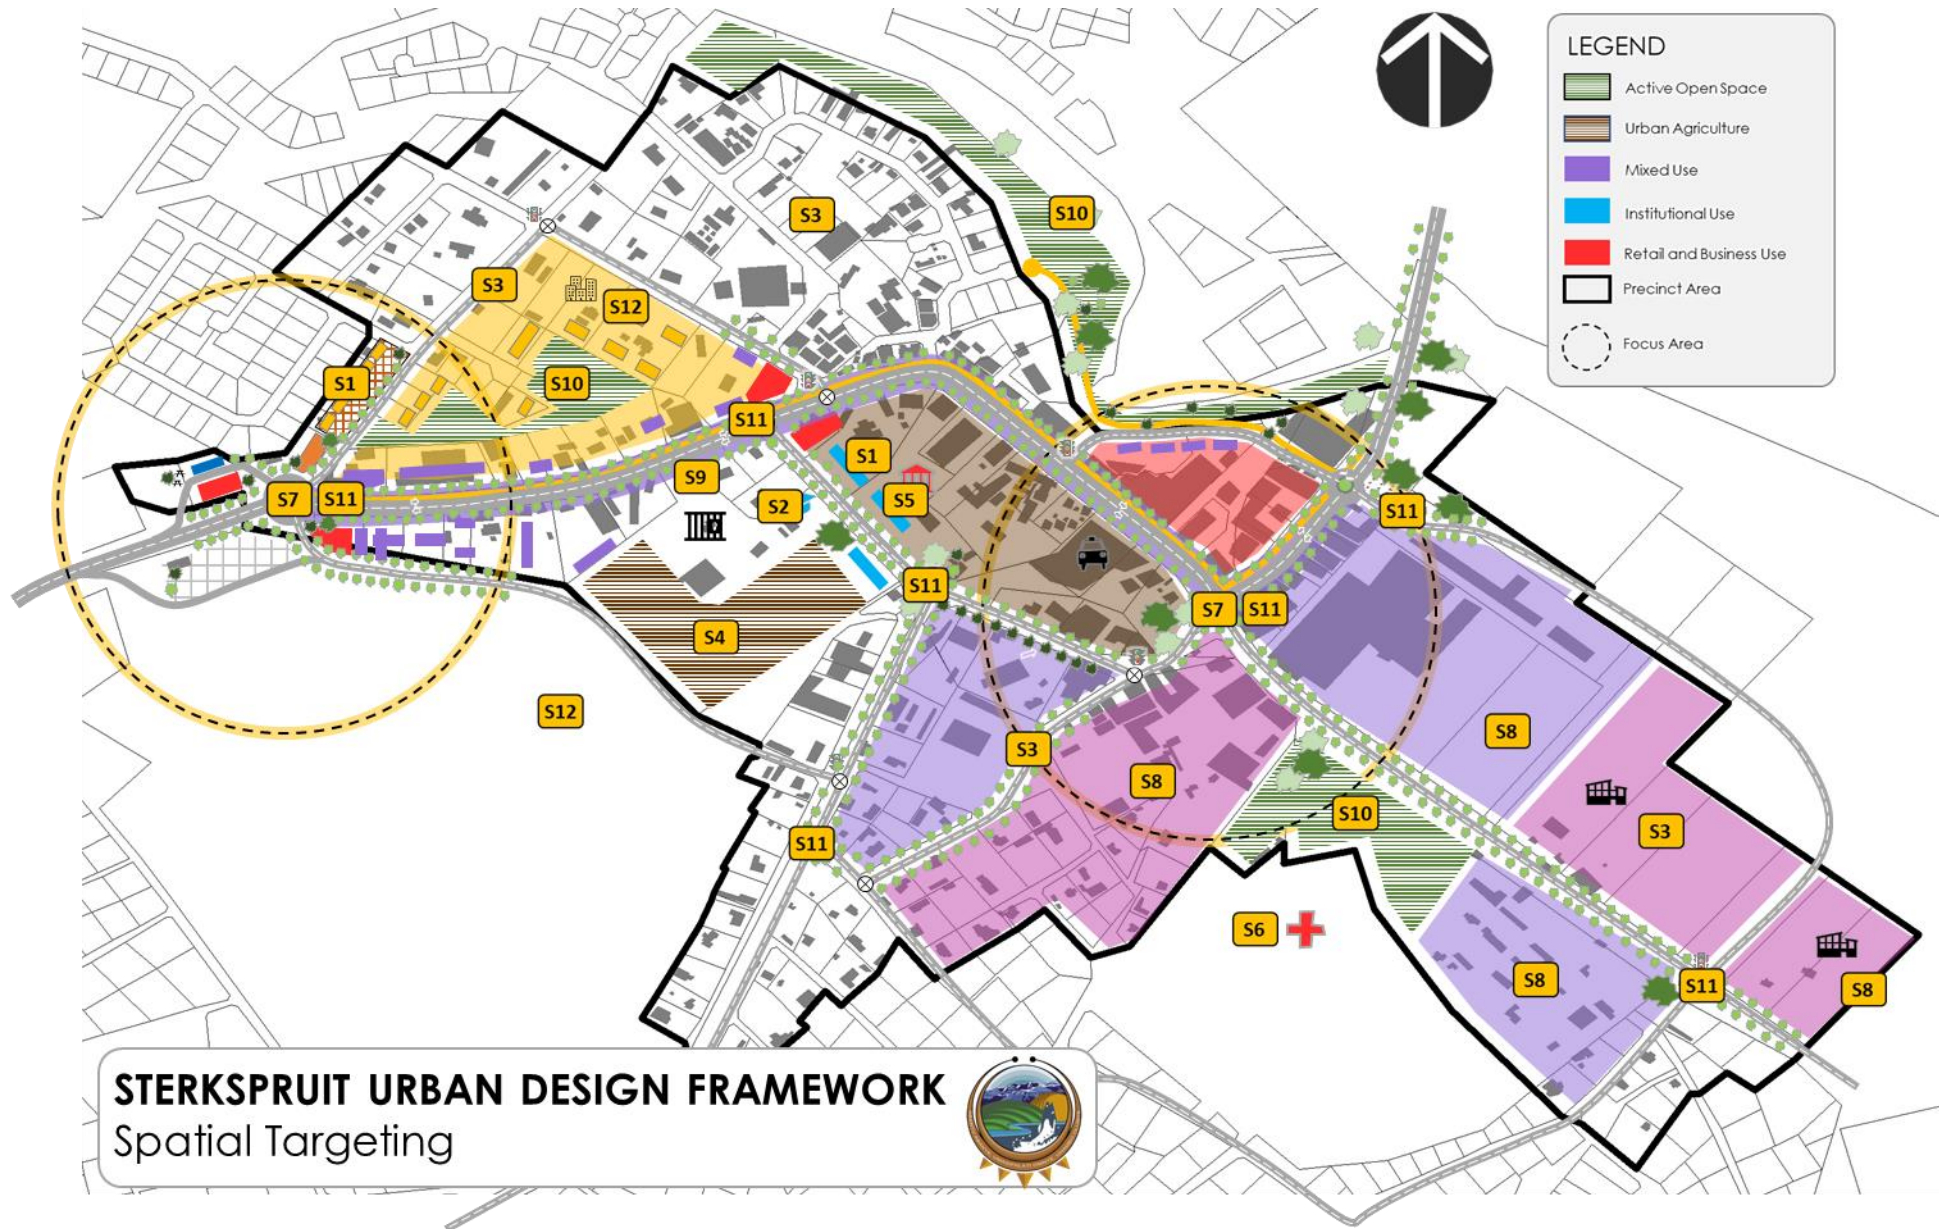 LEGEND
Active Open Space
Urban Agriculture
Mixed Use
Institutional Use
Retail and Business Use
Precinct Area
Focus Area
S3
S10
S3
S12
S1
S10
S11
S1
S9
S2
S5
S7
S11
S11
S11
S7
S11
S4
S12
S3
S8
S8
S10
S3
S11
S6
S8
S11
S8
STERKSPRUIT URBAN DESIGN FRAMEWORK
Spatial Targeting